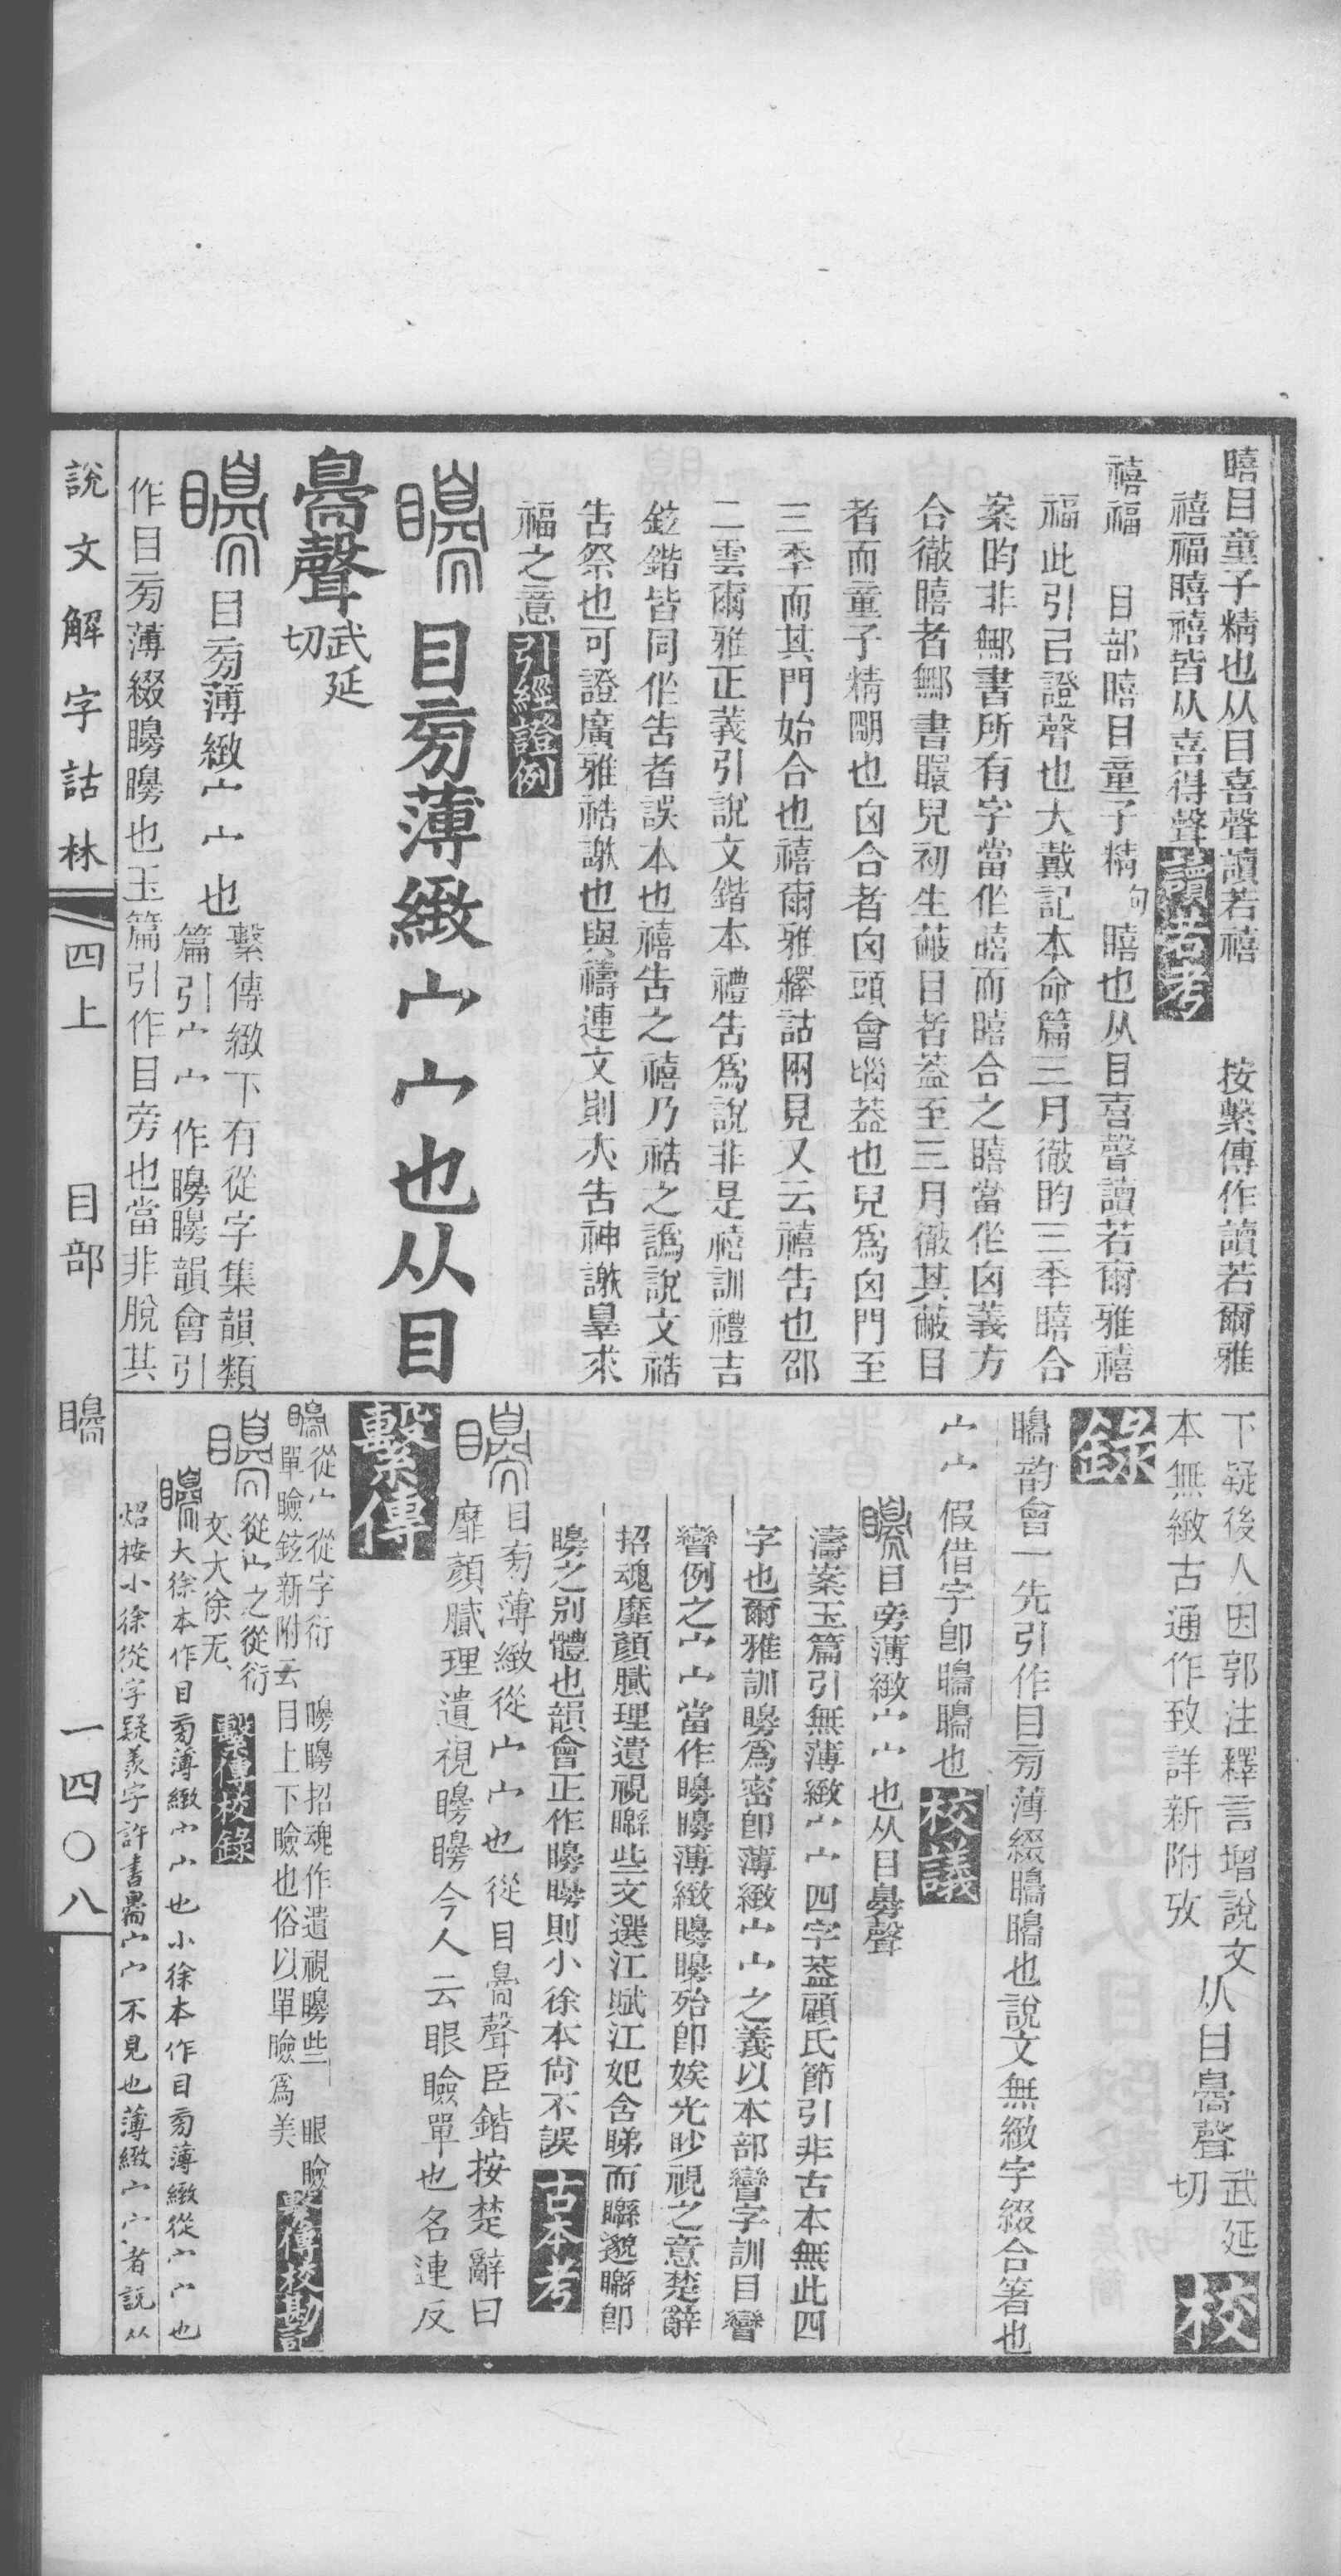 瞦目童子精也从目喜聲讀若禧　按繫傳作讀若爾雅
禧福瞦禧皆从喜得聲讀若考
禧福　目部瞦目童子精句瞦也从目喜聲讀若爾雅禧
福此引㠯證聲也大戴記本命篇三月徹盷三秊瞦合
案盷非鄦書所有字當作𦣞而瞦合之瞦當作囟義方
合徹瞦者鄦書矎兒初生蔽目者葢至三月徹其蔽目
者而童子精朙也囟合者囟頭會𡿺葢也兒爲囟門至
三秊而其門始合也禧爾雅釋詁㒳見又云禧告也邵
二雲爾雅正義引說文鍇本禮告爲說非是禧訓禮吉
鉉鍇皆同作告者誤本也禧告之禧乃祰之譌說文祰
告祭也可證廣雅祰謝也與禱連文則大告神謝辠求
福之意引經證例
矏目㫄薄緻宀宀也从目
臱聲武延切
矏目㫄薄緻宀宀也繫傳緻下有從字集韻類
篇引宀宀作矏矏韻會引
作目㫄薄綴矏矏也玉篇引作目旁也當非脫其
下疑後人因郭注釋言增說文
本無緻古通作致詳新附攷从目臱聲武延切校
錄
矏韵會一先引作目㫄薄綴矏矏也說文無緻字綴合箸也
宀宀假借字卽矏矏也校議
矏目旁薄緻宀宀也从目臱聲
濤案玉篇引無薄緻宀宀四字葢顧氏節引非古本無此四
字也爾雅訓矏爲密卽薄緻宀宀之義以本部矕字訓目矕
矕例之宀宀當作矏矏薄緻矏矏殆卽娭光眇視之意楚辭
招魂靡顏膩理遺視矊些文選江賦江妃含嚬而矊邈矊卽
矏之別體也韻會正作矏矏則小徐本尙不誤古本考
矏目㫄薄緻從宀宀也從目臱聲臣鍇按楚辭曰
靡顏膩理遺視矏矏今人云眼瞼單也名連反
繫傳
矏從宀從字衍　矏矏招魂作遺視矏些　眼瞼
單瞼鉉新附云目上下瞼也俗以單瞼爲美　繫傳校勘記
矏從宀之從衍
文大徐无繫傳校錄
矏大徐本作目㫄薄緻宀宀也小徐本作目㫄薄緻從宀宀也
炤按小徐從字疑羨字許書臱宀宀不見也薄緻宀宀者説从
說文解字詁林　四上　目部　矏　一四〇八